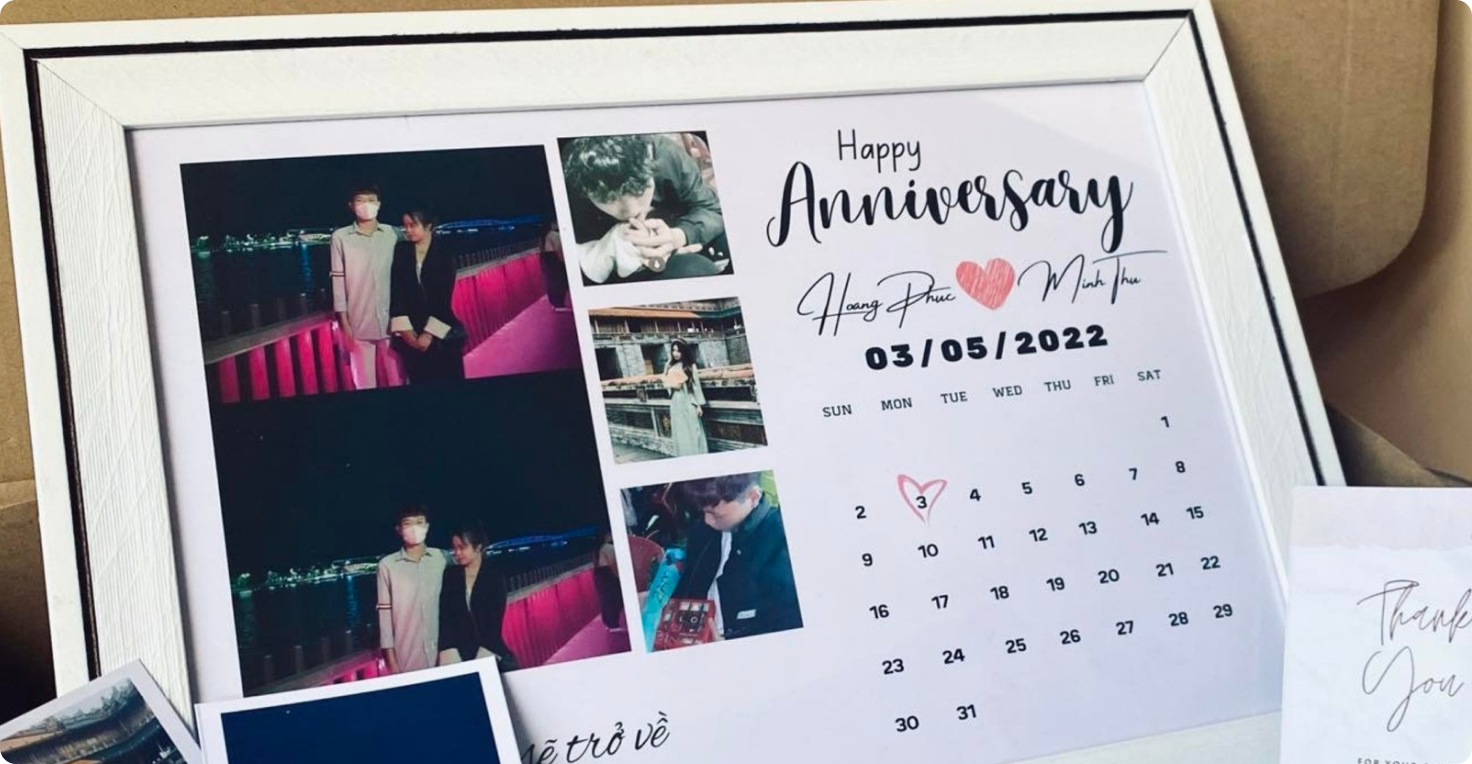 Happy
Anniversary
Hoang Phuc Minh Thu
03/05/2022
SUN MON TUE WED THU FRI SAT
1
2 3 4 5 6 7 8
9 10 11 12 13 14 15
16 17 18 19 20 21 22
23 24 25 26 27 28 29
30 31
trở về
Thank
You
FOR YOUR